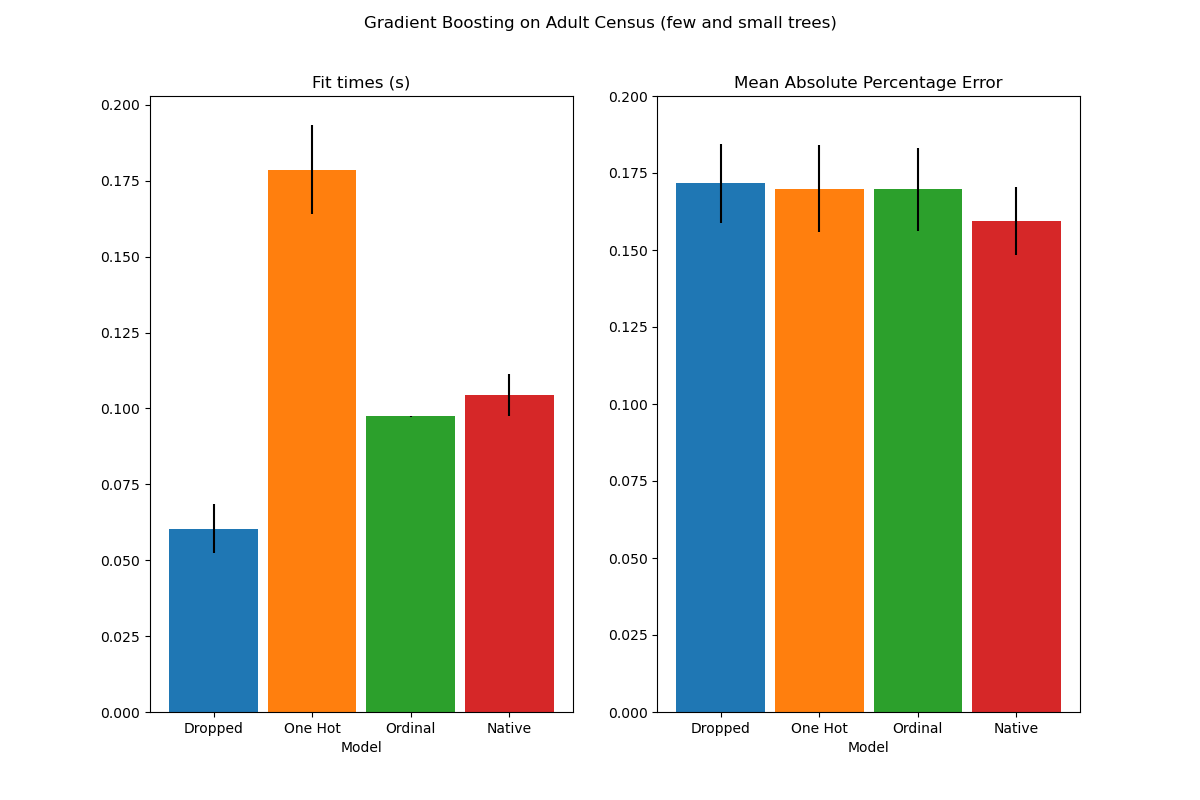 Gradient Boosting on Adult Census (few and small trees)
Fit times (s)
0.200
0.175
0.150
0.125
0.100
0.075
0.050
0.025
0.000
Dropped One Hot Ordinal Native
Model
Mean Absolute Percentage Error
0.200
0.175
0.150
0.125
0.100
0.075
0.050
0.025
0.000
Dropped One Hot Ordinal Native
Model